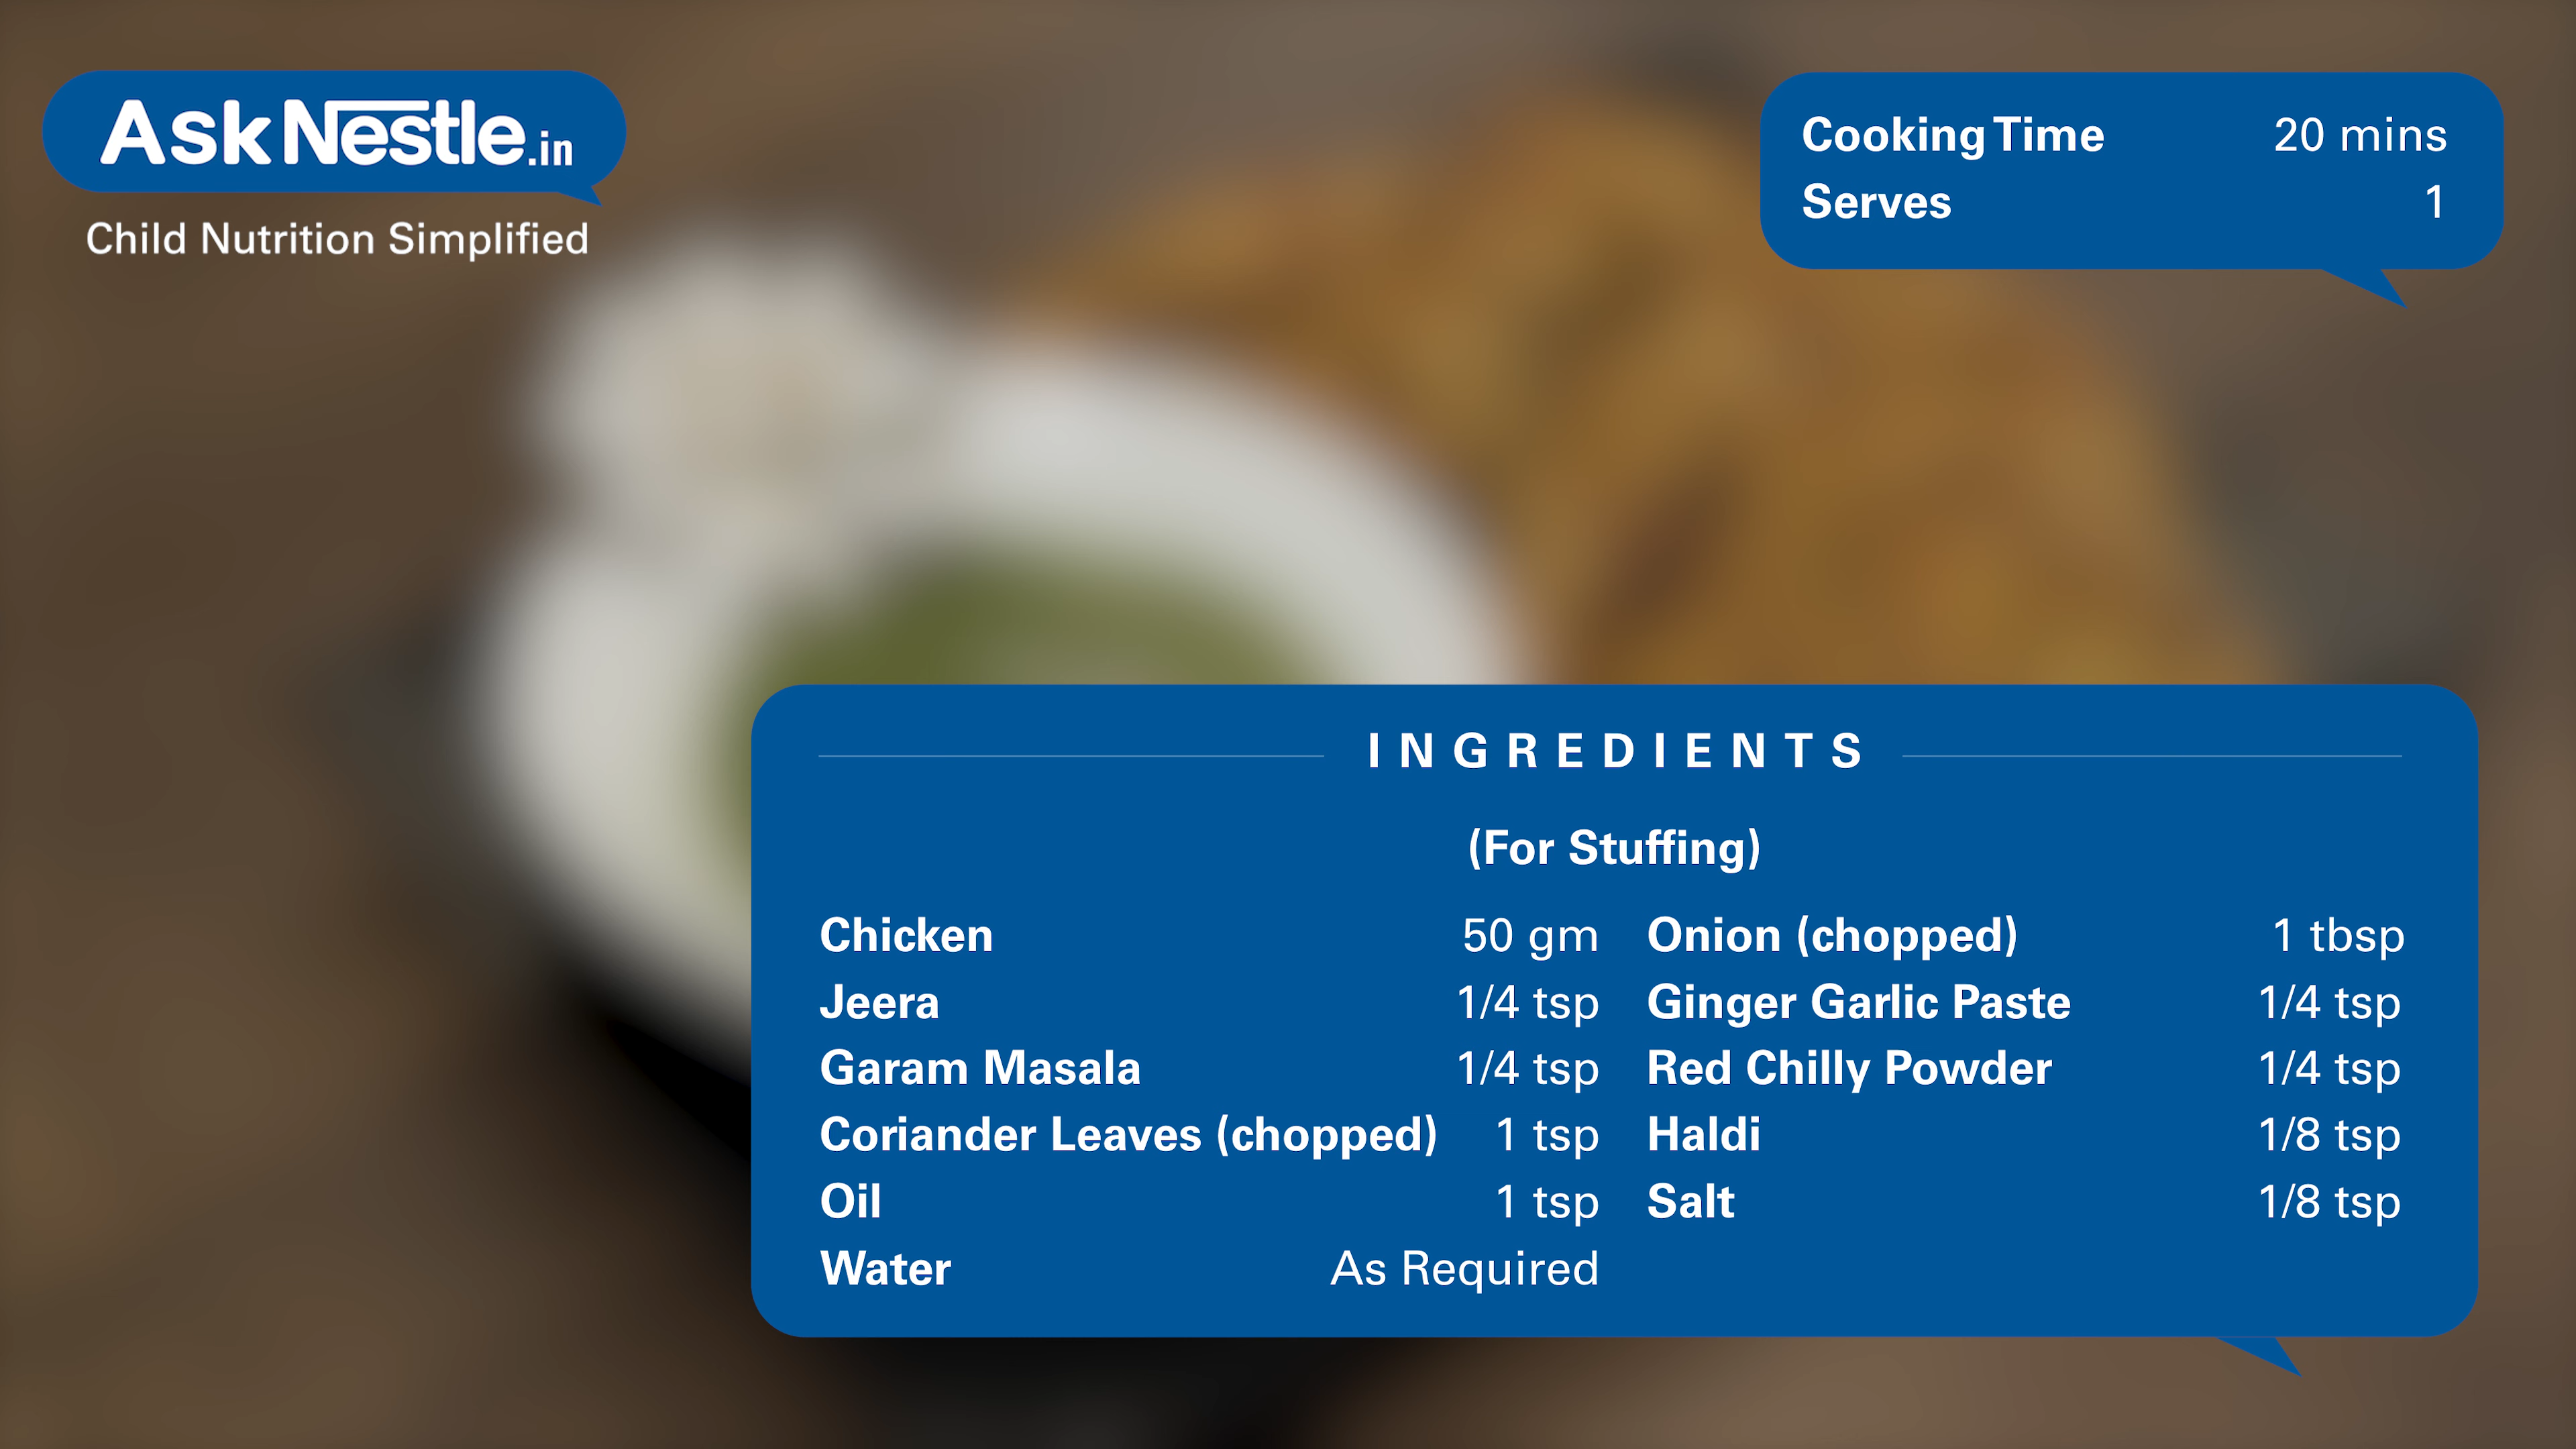 AskNestle.in
Child Nutrition Simplified
Cooking Time 20 mins
Serves 1
INGREDIENTS
(For Stuffing)
Chicken 50 gm Onion (chopped) 1 tbsp
Jeera 1/4 tsp Ginger Garlic Paste 1/4 tsp
Garam Masala 1/4 tsp Red Chilly Powder 1/4 tsp
Coriander Leaves (chopped) 1 tsp Haldi 1/8 tsp
Oil 1 tsp Salt 1/8 tsp
Water As Required